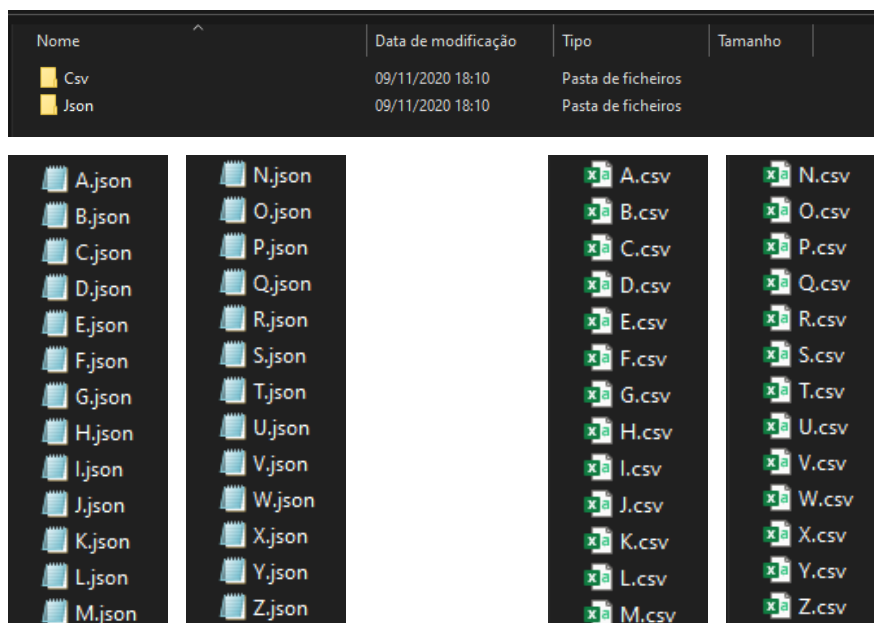 Nome Data de modificação Tipo Tamanho
Csv 09/11/2020 18:10 Pasta de ficheiros
Json 09/11/2020 18:10 Pasta de ficheiros
A.json
B.json
C.json
D.json
E.json
F.json
G.json
H.json
I.json
J.json
K.json
L.json
M.json
N.json
O.json
P.json
Q.json
R.json
S.json
T.json
U.json
V.json
W.json
X.json
Y.json
Z.json
A.csv
B.csv
C.csv
D.csv
E.csv
F.csv
G.csv
H.csv
I.csv
J.csv
K.csv
L.csv
M.csv
N.csv
O.csv
P.csv
Q.csv
R.csv
S.csv
T.csv
U.csv
V.csv
W.csv
X.csv
Y.csv
Z.csv